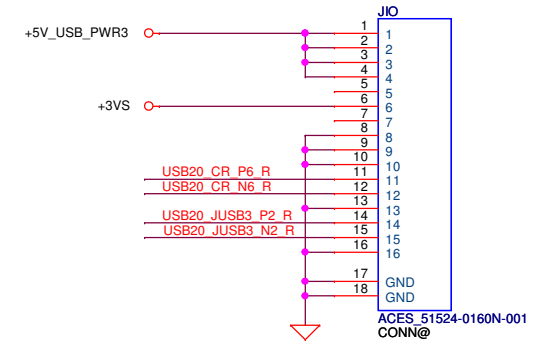 JIO
+5V_USB_PWR3
1 1
2 2
3 3
4 4
5 5
+3VS
6 6
7 7
8 8
9 9
10 10
USB20_CR_P6_R 11 11
USB20_CR_N6_R 12 12
13 13
USB20_JUSB3_P2_R 14 14
USB20_JUSB3_N2_R 15 15
16 16
17 GND
18 GND
ACES_51524-0160N-001
CONN@